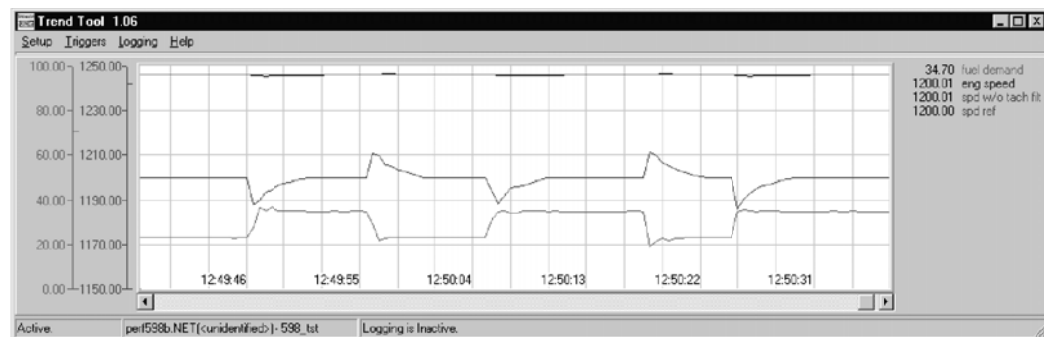 Trend Tool 1.06
Setup Triggers Logging Help
100.00 1250.00
80.00 1230.00
60.00 1210.00
40.00 1190.00
20.00 1170.00
0.00 1150.00
34.70 fuel demand
1200.01 eng speed
1200.01 spd w/o tach flt
1200.00 spd ref
12:49:46 12:49:55 12:50:04 12:50:13 12:50:22 12:50:31
Active. perf598b.NET(<unidentified>)- 598_tst Logging is Inactive.